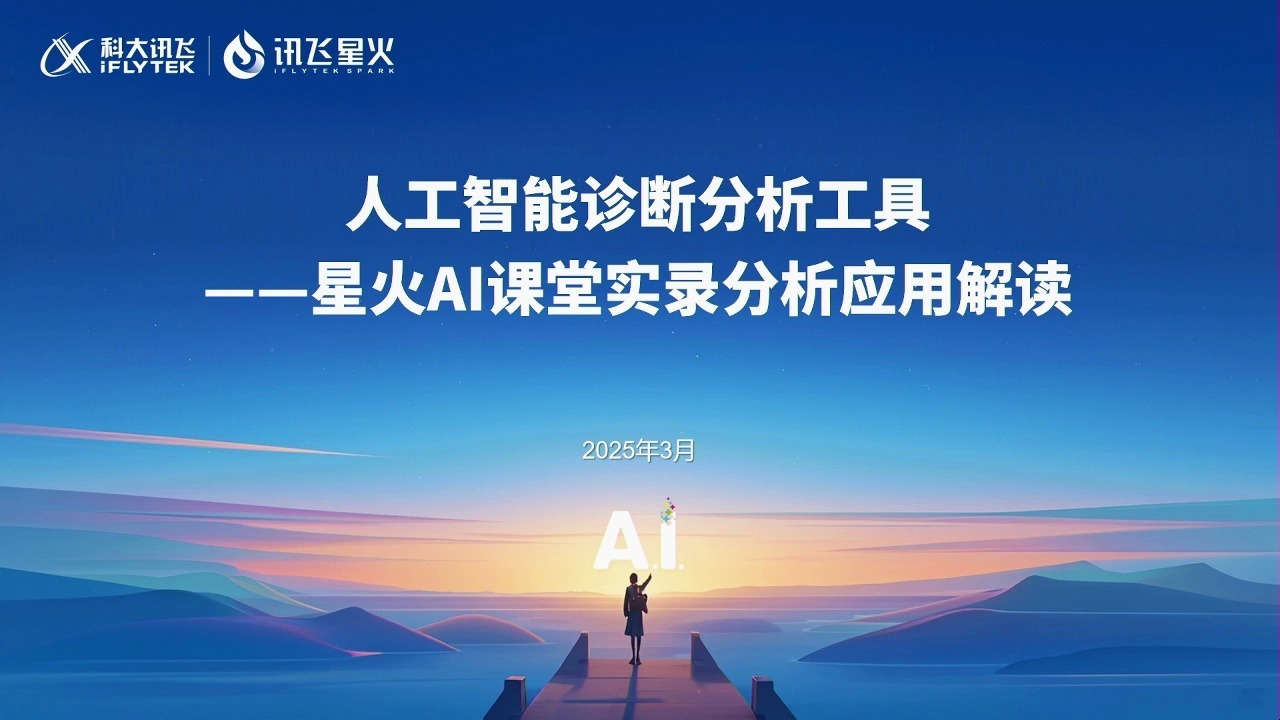 科大讯飞
iFLYTEK
讯飞星火
IFLYTEK SPARK
人工智能诊断分析工具
——星火AI课堂实录分析应用解读
2025年3月
A.I.